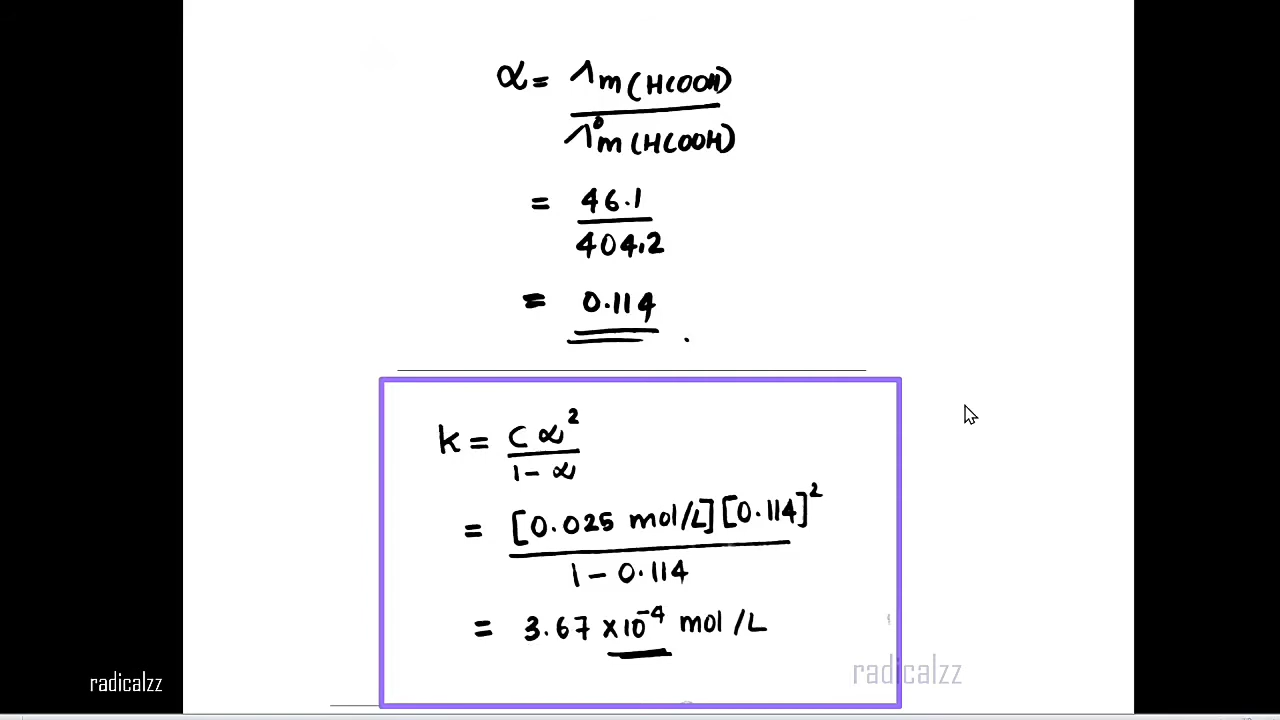 α = Λm(HCOOH) / Λ°m(HCOOH)
= 46.1 / 404.2
= 0.114
k = C α² / 1 - α
= [0.025 mol/L][0.114]² / 1 - 0.114
= 3.67 × 10⁻⁴ mol/L
radicalzz
radicalzz